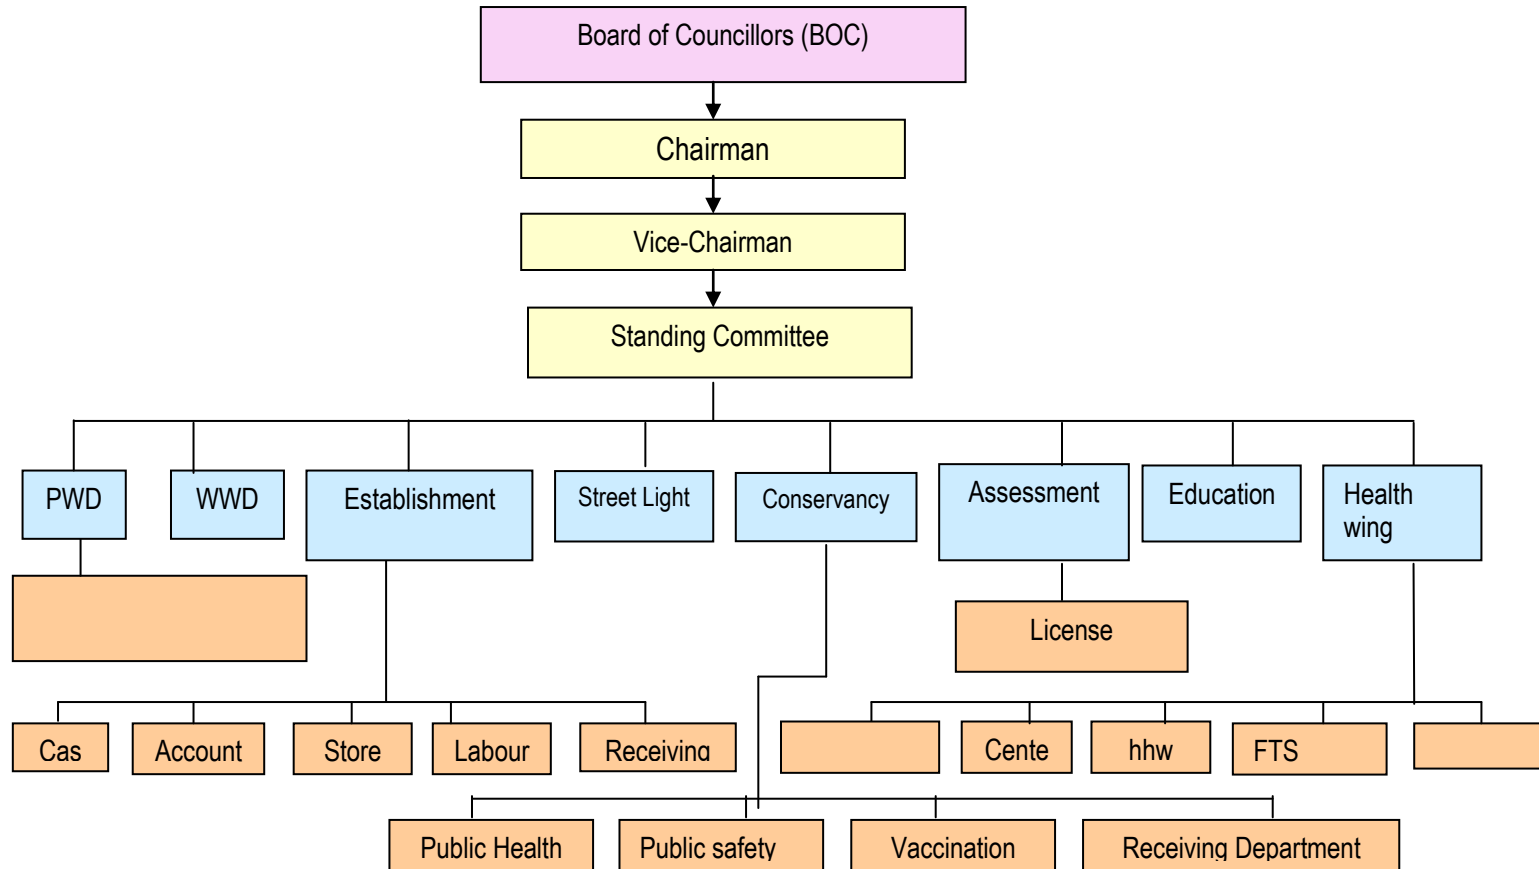 Board of Councillors (BOC)
Chairman
Vice-Chairman
Standing Committee
PWD
WWD
Establishment
Street Light
Conservancy
Assessment
Education
Health
wing
License
Cas
Account
Store
Labour
Receiving
Cente
hhw
FTS
Public Health
Public safety
Vaccination
Receiving Department